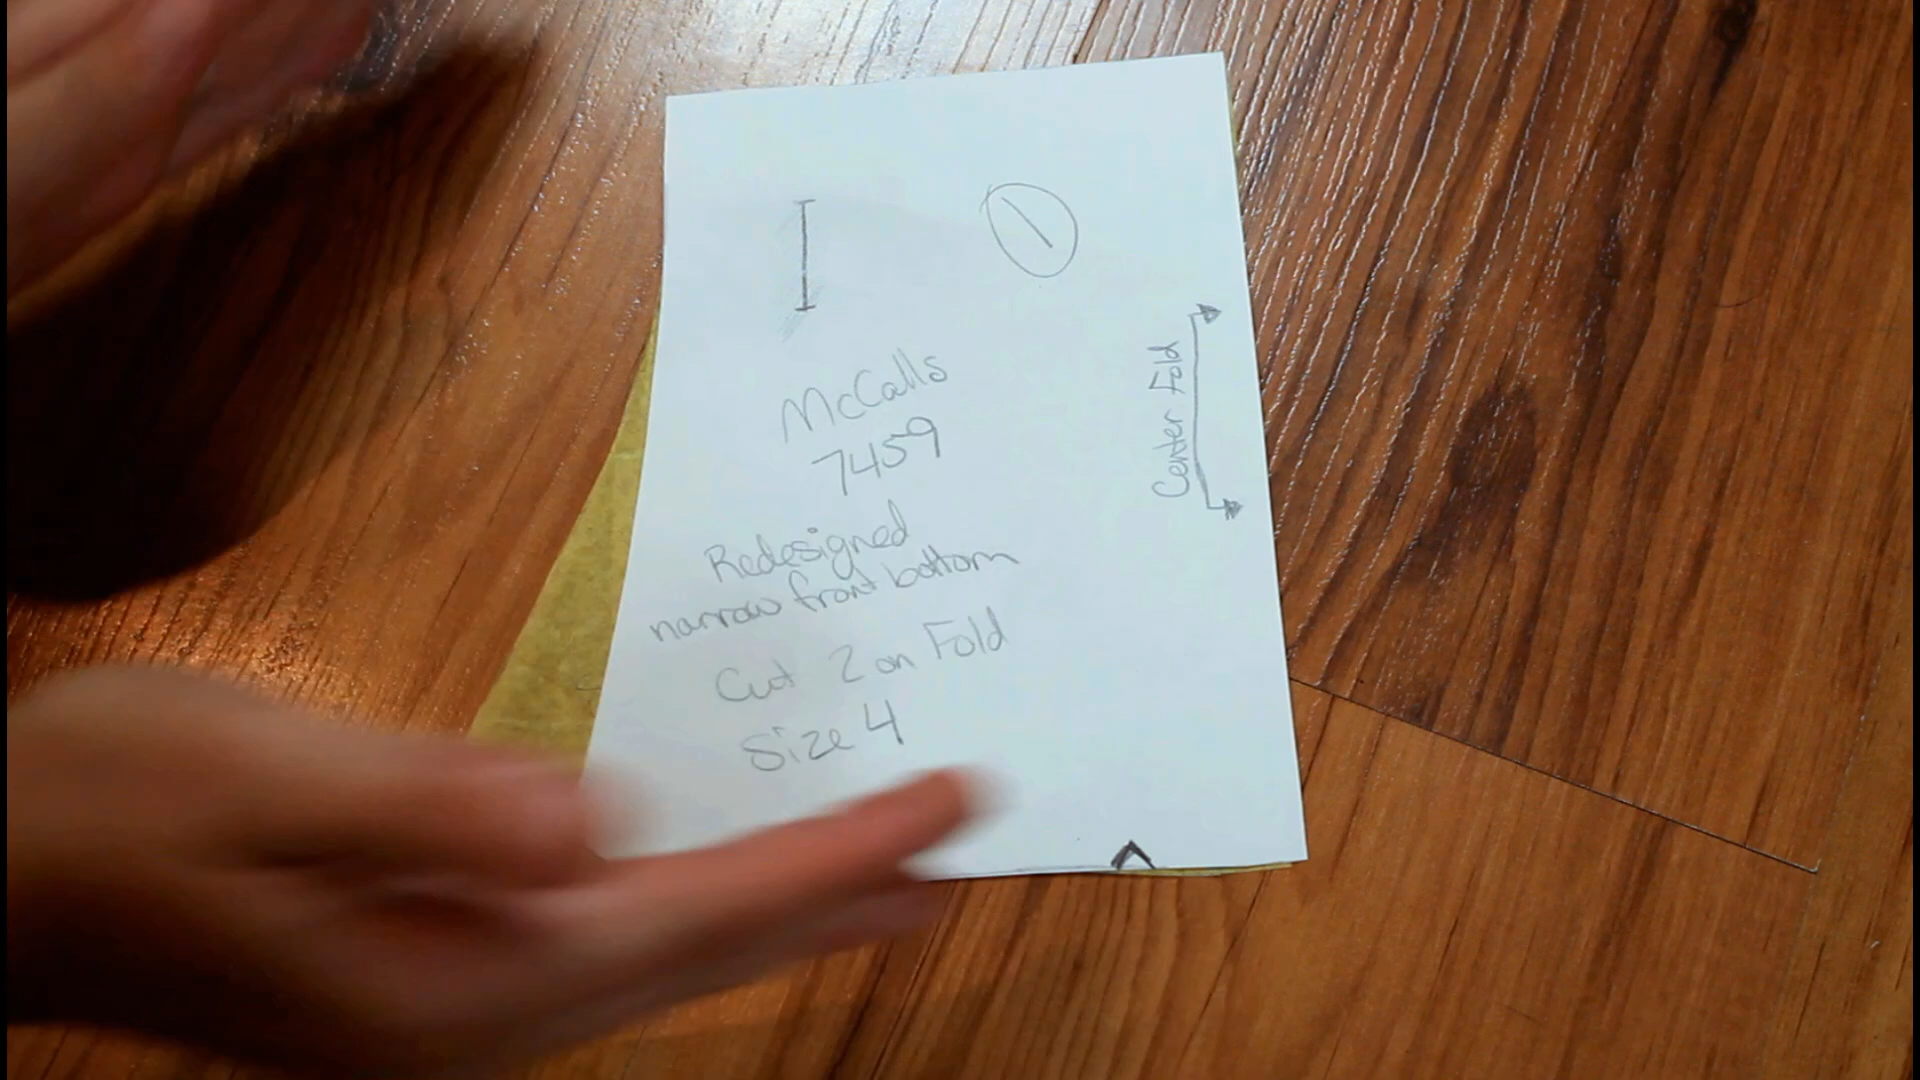 1
McCalls
7459
Center Fold
Redesigned
narrow front bottom
Cut 2 on Fold
Size 4